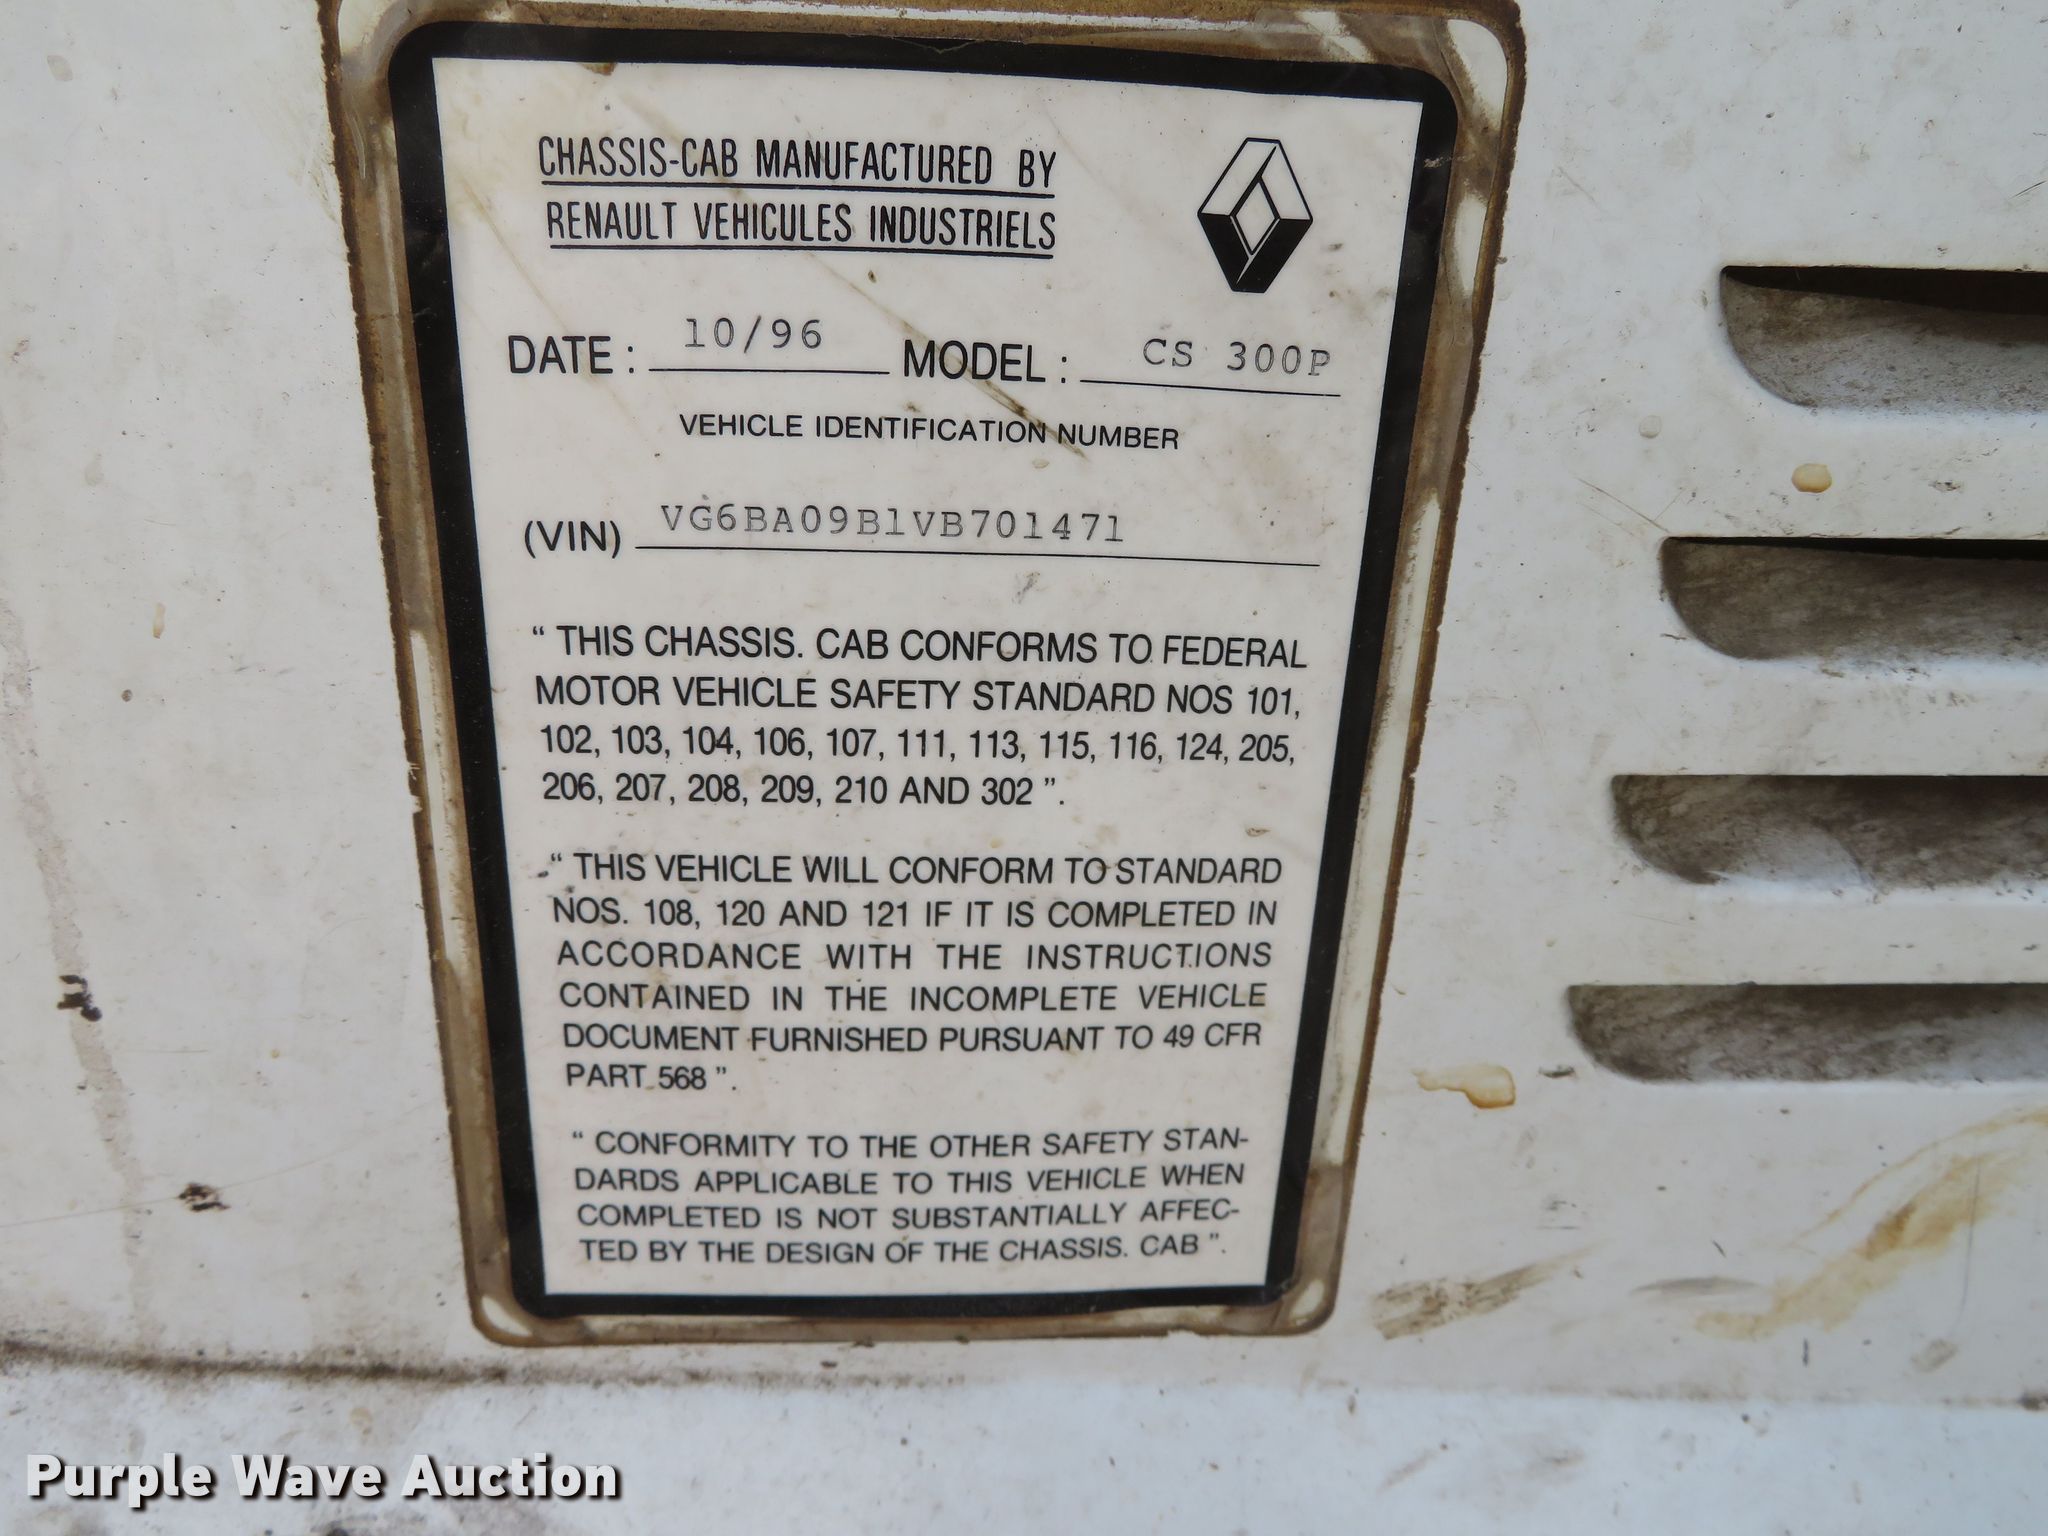 CHASSIS-CAB MANUFACTURED BY
RENAULT VEHICULES INDUSTRIELS
DATE : 10/96 MODEL : CS 300P
VEHICLE IDENTIFICATION NUMBER
(VIN) VG6BA09B1VB701471
“ THIS CHASSIS. CAB CONFORMS TO FEDERAL
MOTOR VEHICLE SAFETY STANDARD NOS 101,
102, 103, 104, 106, 107, 111, 113, 115, 116, 124, 205,
206, 207, 208, 209, 210 AND 302 ”.
“ THIS VEHICLE WILL CONFORM TO STANDARD
NOS. 108, 120 AND 121 IF IT IS COMPLETED IN
ACCORDANCE WITH THE INSTRUCTIONS
CONTAINED IN THE INCOMPLETE VEHICLE
DOCUMENT FURNISHED PURSUANT TO 49 CFR
PART 568 ”.
“ CONFORMITY TO THE OTHER SAFETY STAN-
DARDS APPLICABLE TO THIS VEHICLE WHEN
COMPLETED IS NOT SUBSTANTIALLY AFFEC-
TED BY THE DESIGN OF THE CHASSIS. CAB ”.
Purple Wave Auction